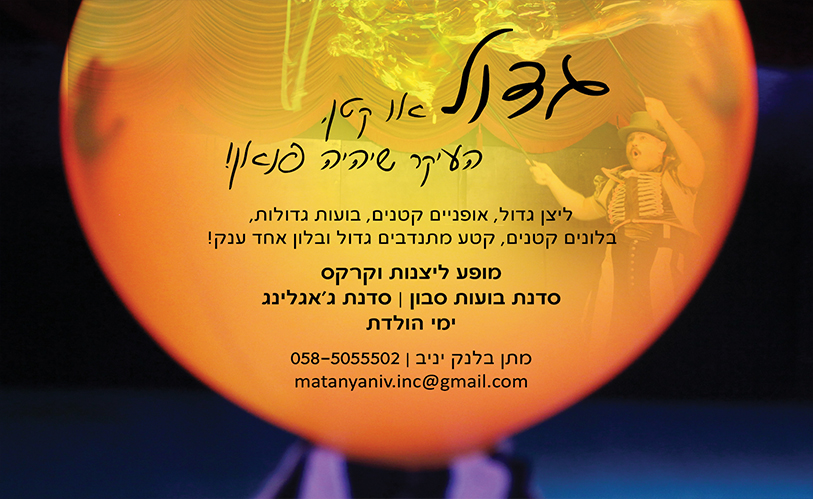 גדול או קטן,
העיקר שיהיה פנאן!
ליצן גדול, אופניים קטנים, בועות גדולות,
בלונים קטנים, קטע מתנדבים גדול ובלון אחד ענק!
מופע ליצנות וקרקס
סדנת בועות סבון | סדנת ג'אגלינג
ימי הולדת
מתן בלנק יניב | 058-5055502
matanyaniv.inc@gmail.com